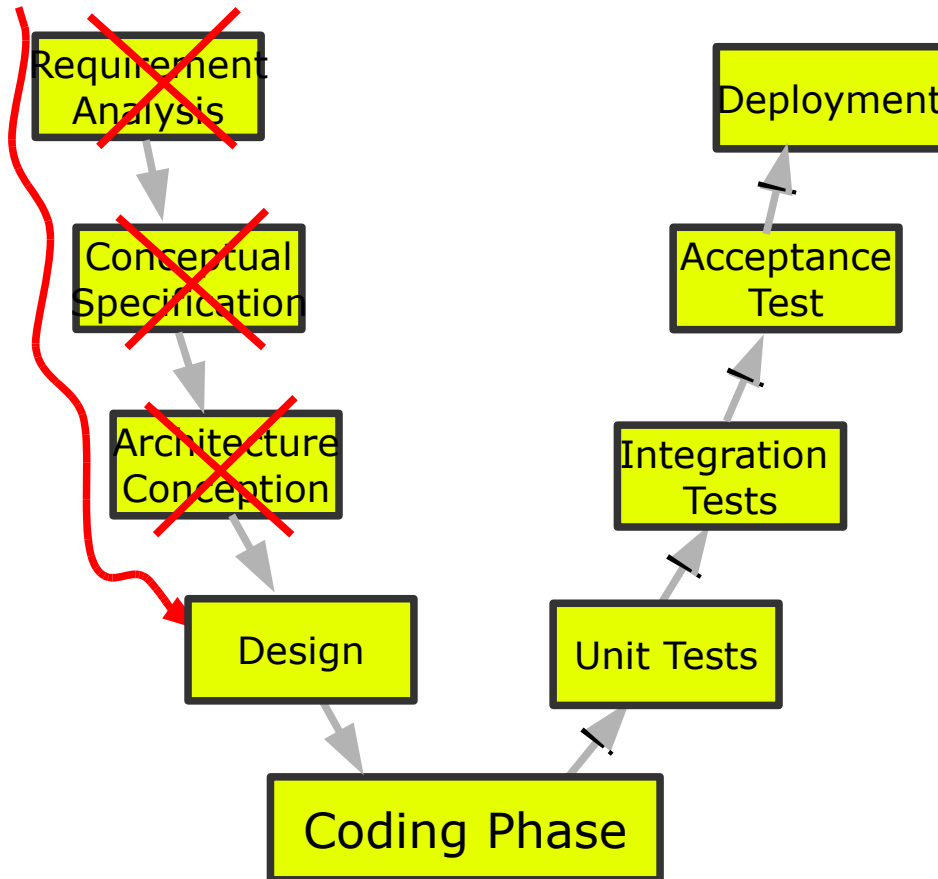 Requirement
Analysis
Conceptual
Specification
Architecture
Conception
Design
Coding Phase
Unit Tests
Integration
Tests
Acceptance
Test
Deployment